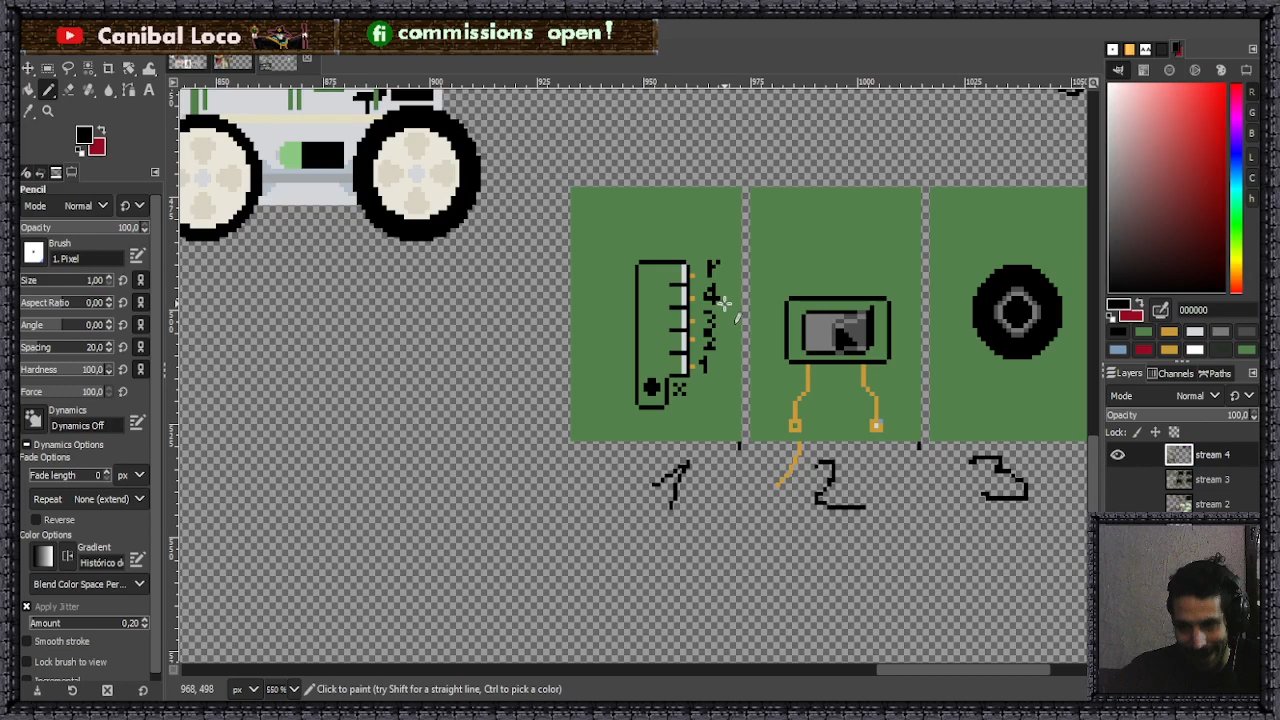 Canibal Loco
fi commissions open!
850 875 900 925 950 975 1000 1025 1050
Pencil
Mode Normal
Opacity 100,0
Brush
1. Pixel
Size 1,00
Aspect Ratio 0,00
Angle 0,00
Spacing 20,0
Hardness 100,0
Force 100,0
Dynamics
Dynamics Off
Dynamics Options
Fade Options
Fade length 0 px
Repeat None (extend)
Reverse
Color Options
Gradient
Histórico d
Blend Color Space Per...
Apply Jitter
Amount 0,20
Smooth stroke
Lock brush to view
Incremental
1 2 3
R
G
B
L
C
h
000000
Layers Channels Paths
Mode Normal
Opacity 100,0
Lock:
stream 4
stream 3
stream 2
968, 498 px 550 % Click to paint (try Shift for a straight line, Ctrl to pick a color)